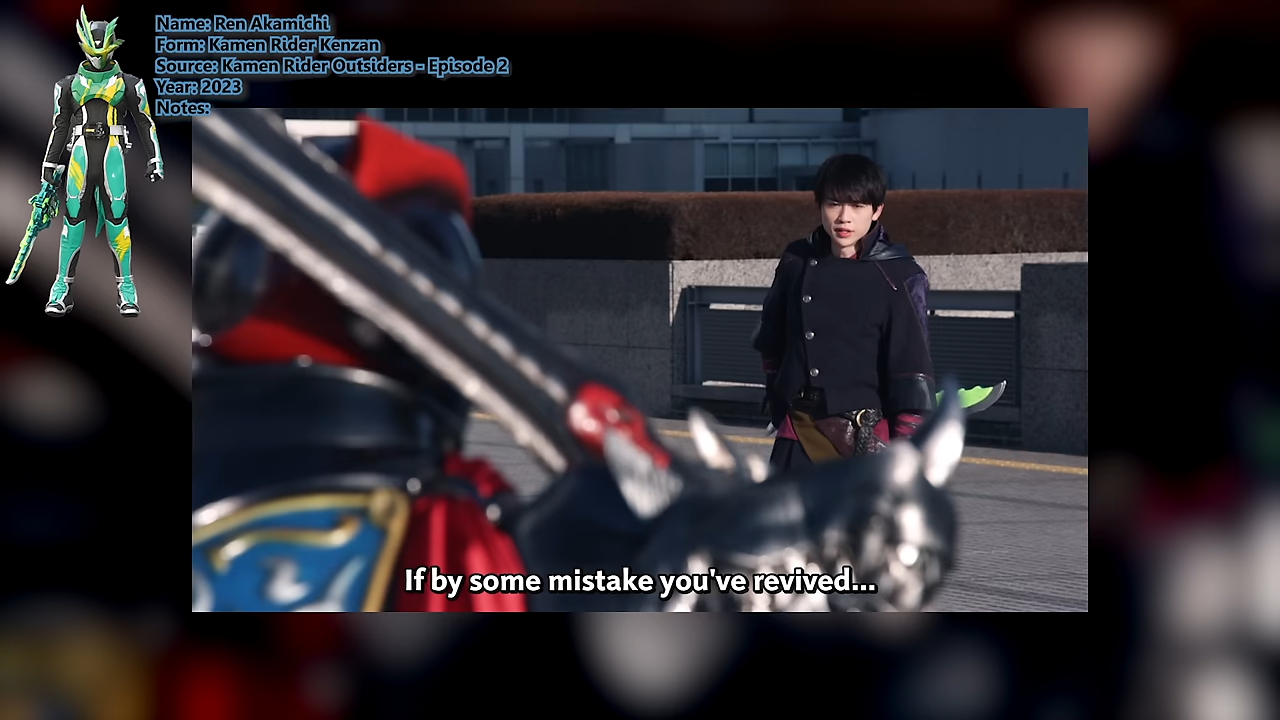 Name: Ren Akamichi
Form: Kamen Rider Kenzan
Source: Kamen Rider Outsiders - Episode 2
Year: 2023
Notes:
If by some mistake you've revived...